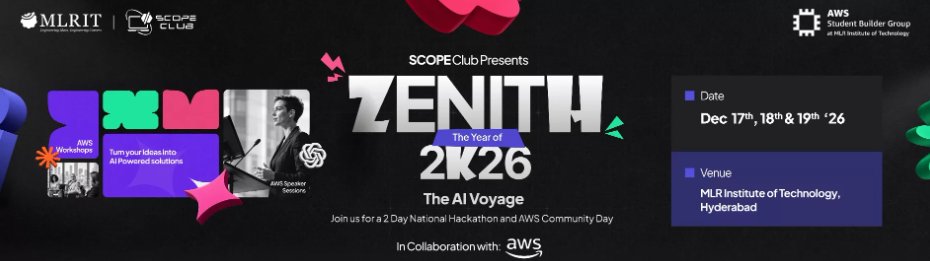 MLRIT
SCOPE
CLUB
AWS
Student Builder Group
at MLR Institute of Technology
SCOPE Club Presents
ZENITH
The Year of
2K26
The AI Voyage
Join us for a 2 Day National Hackathon and AWS Community Day
In Collaboration with: aws
AWS
Workshops
Turn your Ideas Into
AI Powered solutions
AWS Speaker
Sessions
Date
Dec 17th, 18th & 19th ‘26
Venue
MLR Institute of Technology,
Hyderabad